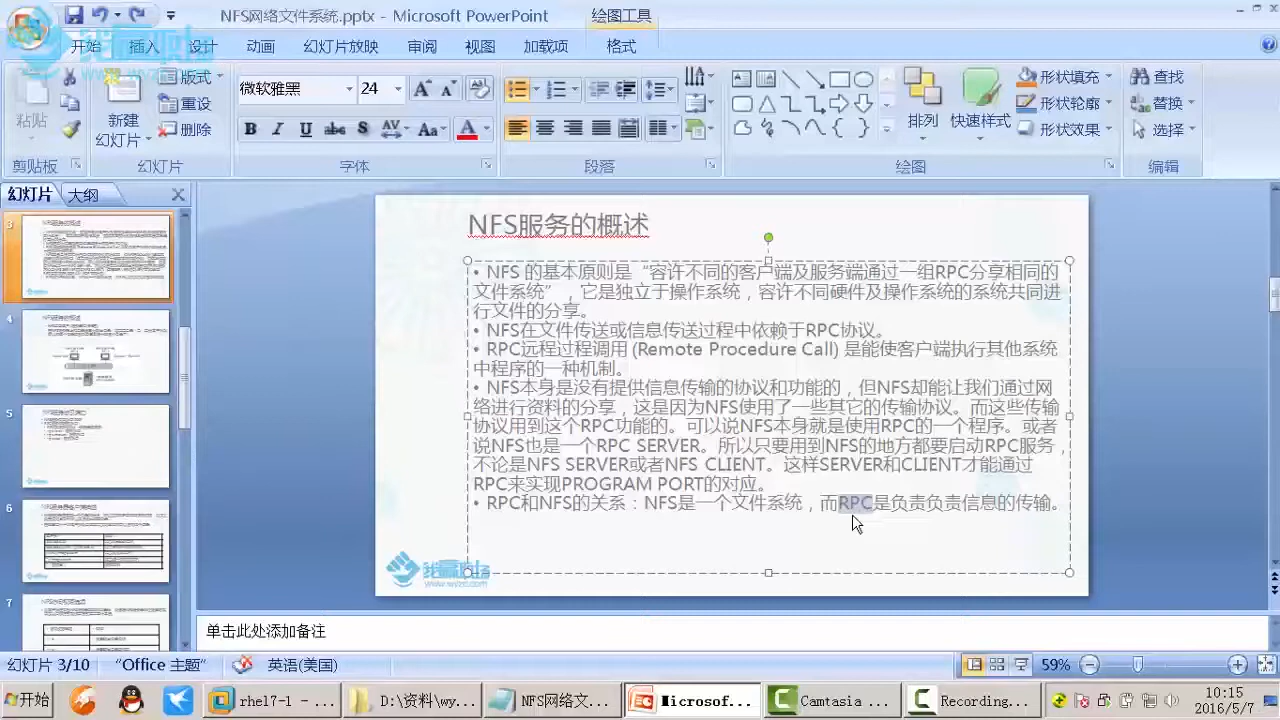 NFS网络文件系统.pptx - Microsoft PowerPoint
绘图工具
开始
插入
设计
动画
幻灯片放映
审阅
视图
加载项
格式
粘贴
剪贴板
新建
幻灯片
版式
重设
删除
幻灯片
微软雅黑
24
字体
段落
排列
快速样式
形状填充
形状轮廓
形状效果
绘图
查找
替换
选择
编辑
幻灯片
大纲
3
4
5
6
7
NFS服务的概述
• NFS 的基本原则是“容许不同的客户端及服务端通过一组RPC分享相同的
文件系统”，它是独立于操作系统，容许不同硬件及操作系统的系统共同进
行文件的分享。
• NFS在文件传送或信息传送过程中依赖于RPC协议。
• RPC远程过程调用 (Remote Procedure Call) 是能使客户端执行其他系统
中程序的一种机制。
• NFS本身是没有提供信息传输的协议和功能的，但NFS却能让我们通过网
络进行资料的分享，这是因为NFS使用了一些其它的传输协议。而这些传输
协议用到这个RPC功能的。可以说NFS本身就是使用RPC的一个程序。或者
说NFS也是一个RPC SERVER。所以只要用到NFS的地方都要启动RPC服务，
不论是NFS SERVER或者NFS CLIENT。这样SERVER和CLIENT才能通过
RPC来实现PROGRAM PORT的对应。
• RPC和NFS的关系：NFS是一个文件系统，而RPC是负责负责信息的传输。
单击此处添加备注
幻灯片 3/10
“Office 主题”
英语(美国)
59%
开始
rhel7-1 - ...
D:\资料\wy...
NFS网络文...
Microsof...
Camtasia ...
Recording...
10:15
2016/5/7